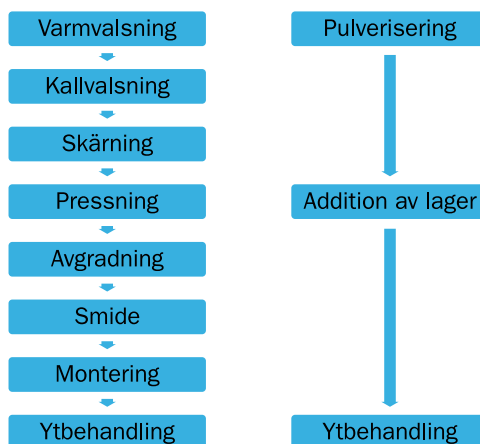 Varmvalsning
Kallvalsning
Skärning
Pressning
Avgradning
Smide
Montering
Ytbehandling
Pulverisering
Addition av lager
Ytbehandling